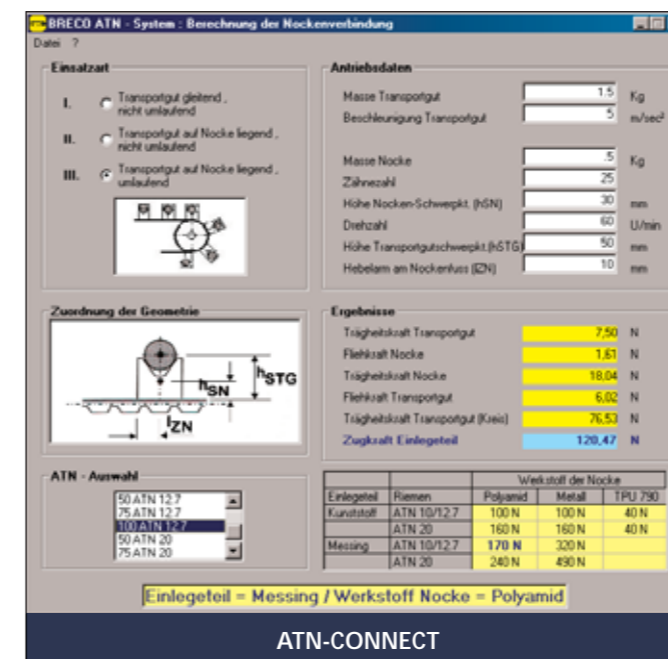 BRECO ATN - System : Berechnung der Nockenverbindung
Datei ?
Einsatzart
I. Transportgut gleitend ,
nicht umlaufend
II. Transportgut auf Nocke liegend ,
nicht umlaufend
III. Transportgut auf Nocke liegend ,
umlaufend
Antriebsdaten
Masse Transportgut 1.5 Kg
Beschleunigung Transportgut 5 m/sec²
Masse Nocke .5 Kg
Zähnezahl 25
Höhe Nocken-Schwerpkt. (hSN) 30 mm
Drehzahl 60 U/min
Höhe Transportgutschwerpkt.(hSTG) 50 mm
Hebelarm am Nockenfuss (lZN) 10 mm
Zuordnung der Geometrie
hSN
hSTG
lZN
Ergebnisse
Trägheitskraft Transportgut 7,50 N
Fliehkraft Nocke 1,61 N
Trägheitskraft Nocke 18,04 N
Fliehkraft Transportgut 6,02 N
Trägheitskraft Transportgut (Kreis) 76,53 N
Zugkraft Einlegeteil 120,47 N
ATN - Auswahl
50 ATN 12.7
75 ATN 12.7
100 ATN 12.7
50 ATN 20
75 ATN 20
Werkstoff der Nocke
Einlegeteil Riemen Polyamid Metall TPU 790
Kunststoff ATN 10/12.7 100 N 100 N 40 N
ATN 20 160 N 160 N 40 N
Messing ATN 10/12.7 170 N 320 N
ATN 20 240 N 490 N
Einlegeteil = Messing / Werkstoff Nocke = Polyamid
ATN-CONNECT